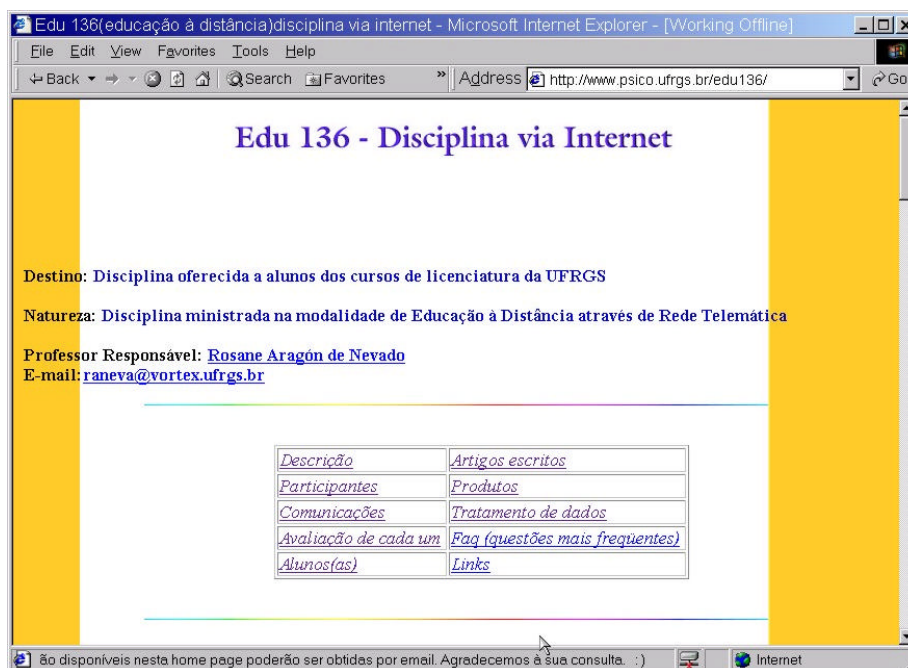 Edu 136(educação à distância)disciplina via internet - Microsoft Internet Explorer - [Working Offline]
File Edit View Favorites Tools Help
Back Search Favorites » Address http://www.psico.ufrgs.br/edu136/ Go
Edu 136 - Disciplina via Internet
Destino: Disciplina oferecida a alunos dos cursos de licenciatura da UFRGS
Natureza: Disciplina ministrada na modalidade de Educação à Distância através de Rede Telemática
Professor Responsável: Rosane Aragón de Nevado
E-mail: raneva@vortex.ufrgs.br
Descrição Artigos escritos
Participantes Produtos
Comunicações Tratamento de dados
Avaliação de cada um Faq (questões mais freqüentes)
Alunos(as) Links
ão disponíveis nesta home page poderão ser obtidas por email. Agradecemos à sua consulta. :) Internet